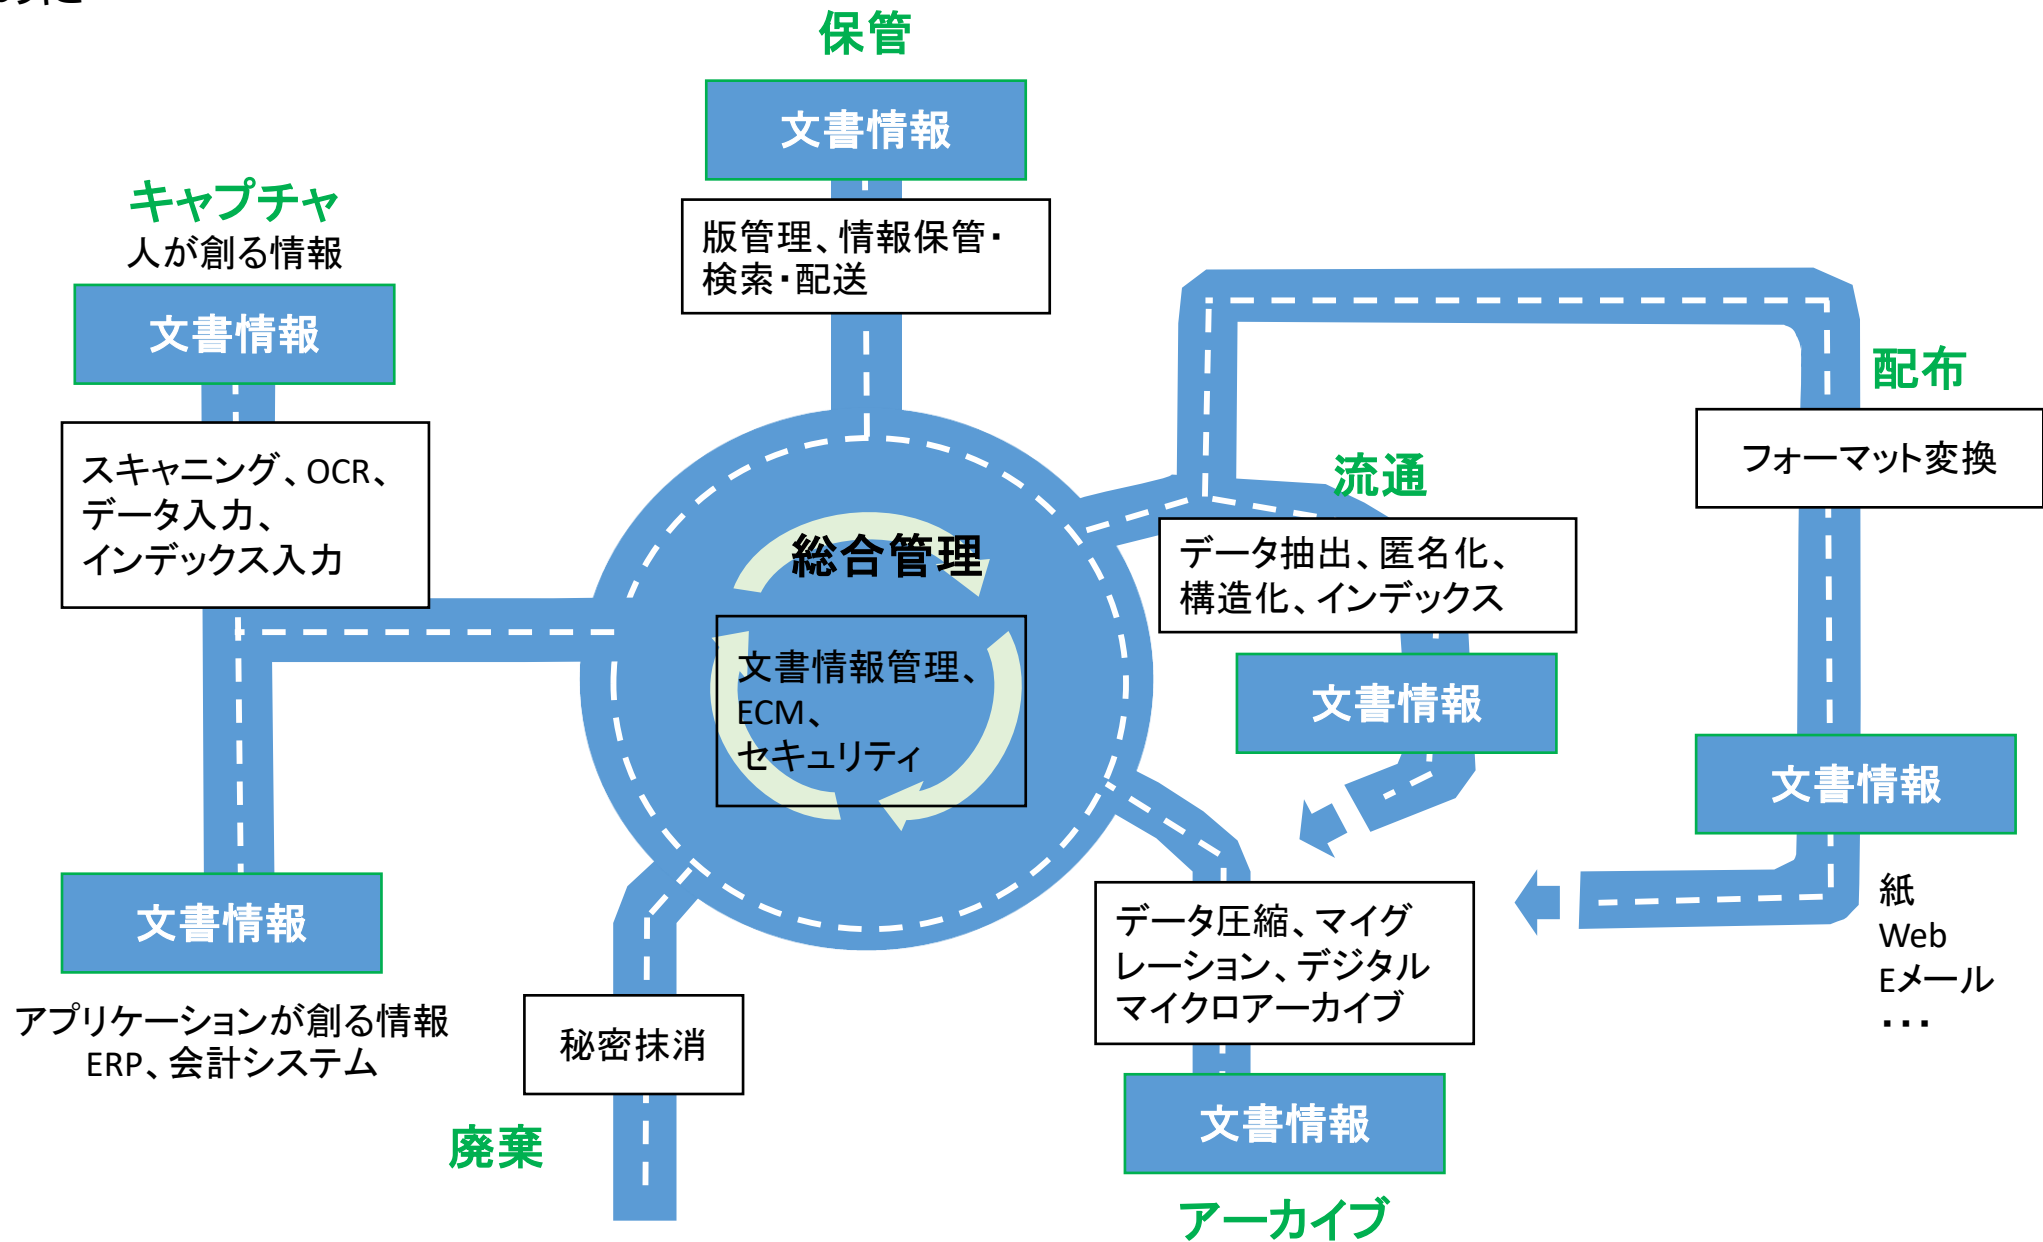 保管
文書情報
版管理、情報保管・
検索・配送
キャプチャ
人が創る情報
文書情報
スキャニング、OCR、
データ入力、
インデックス入力
文書情報
アプリケーションが創る情報
ERP、会計システム
総合管理
文書情報管理、
ECM、
セキュリティ
流通
データ抽出、匿名化、
構造化、インデックス
文書情報
配布
フォーマット変換
文書情報
紙
Web
Eメール
・・・
秘密抹消
廃棄
データ圧縮、マイグ
レーション、デジタル
マイクロアーカイブ
文書情報
アーカイブ